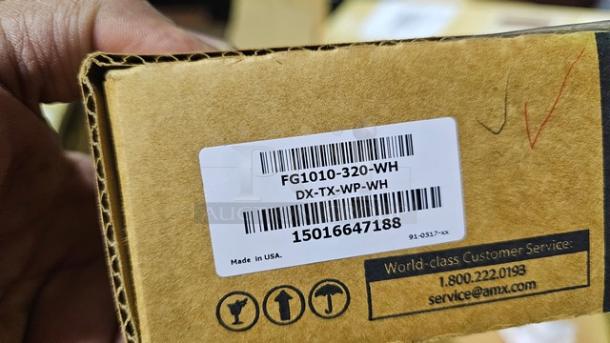 FG1010-320-WH
DX-TX-WP-WH
15016647188
Made in USA.
91-0317-xx
World-class Customer Service:
1.800.222.0193
service@amx.com